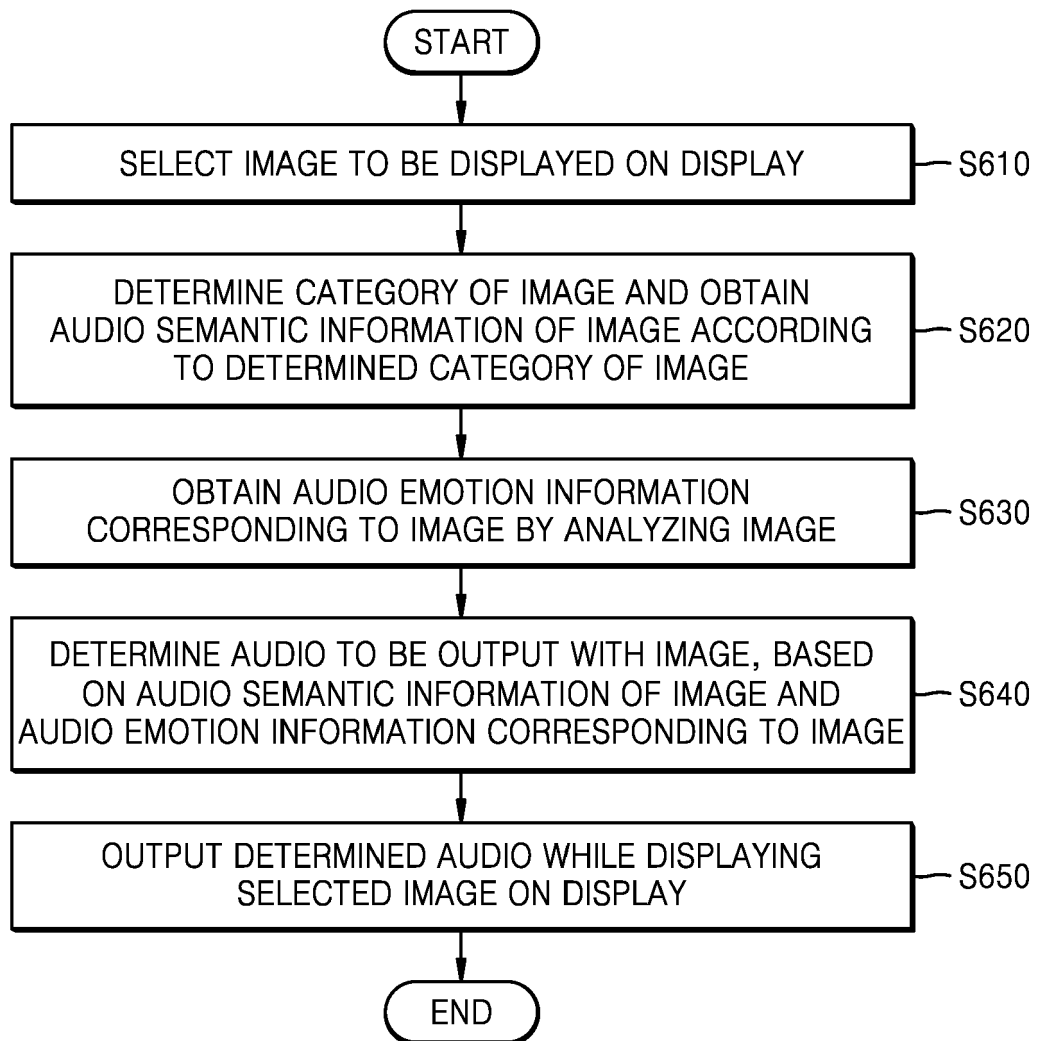 START
SELECT IMAGE TO BE DISPLAYED ON DISPLAY
S610
DETERMINE CATEGORY OF IMAGE AND OBTAIN
AUDIO SEMANTIC INFORMATION OF IMAGE ACCORDING
TO DETERMINED CATEGORY OF IMAGE
S620
OBTAIN AUDIO EMOTION INFORMATION
CORRESPONDING TO IMAGE BY ANALYZING IMAGE
S630
DETERMINE AUDIO TO BE OUTPUT WITH IMAGE, BASED
ON AUDIO SEMANTIC INFORMATION OF IMAGE AND
AUDIO EMOTION INFORMATION CORRESPONDING TO IMAGE
S640
OUTPUT DETERMINED AUDIO WHILE DISPLAYING
SELECTED IMAGE ON DISPLAY
S650
END